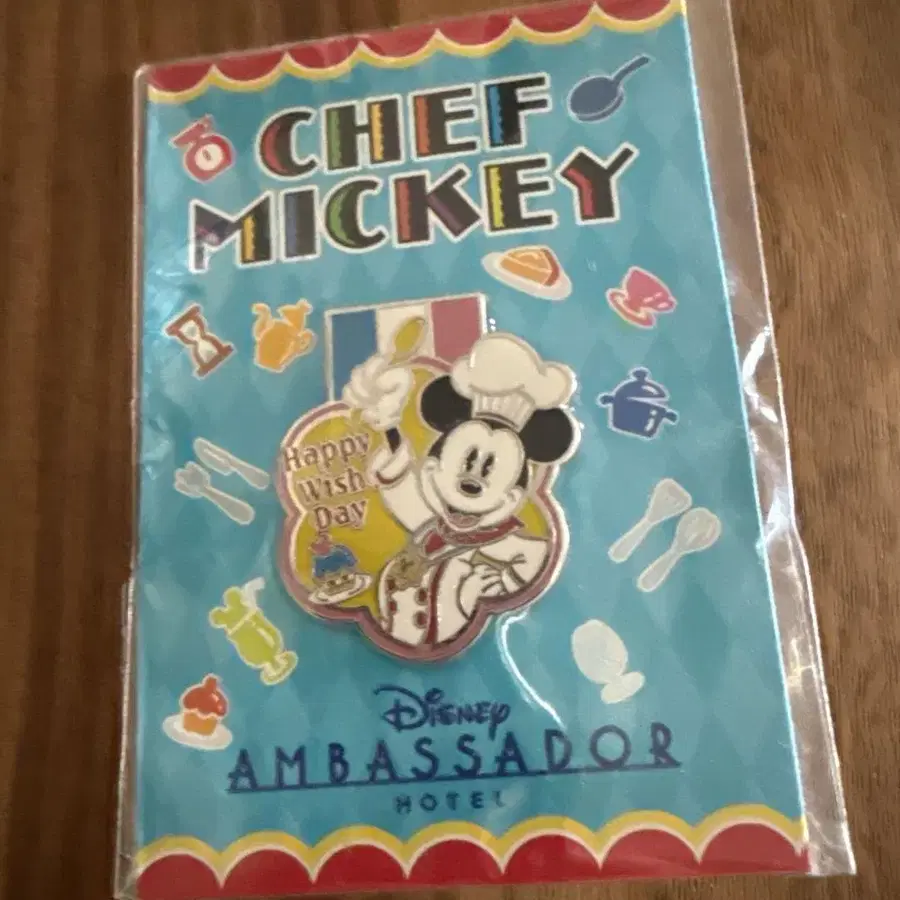 CHEF
MICKEY
Happy
Wish
Day
Disney
AMBASSADOR
HOTEL